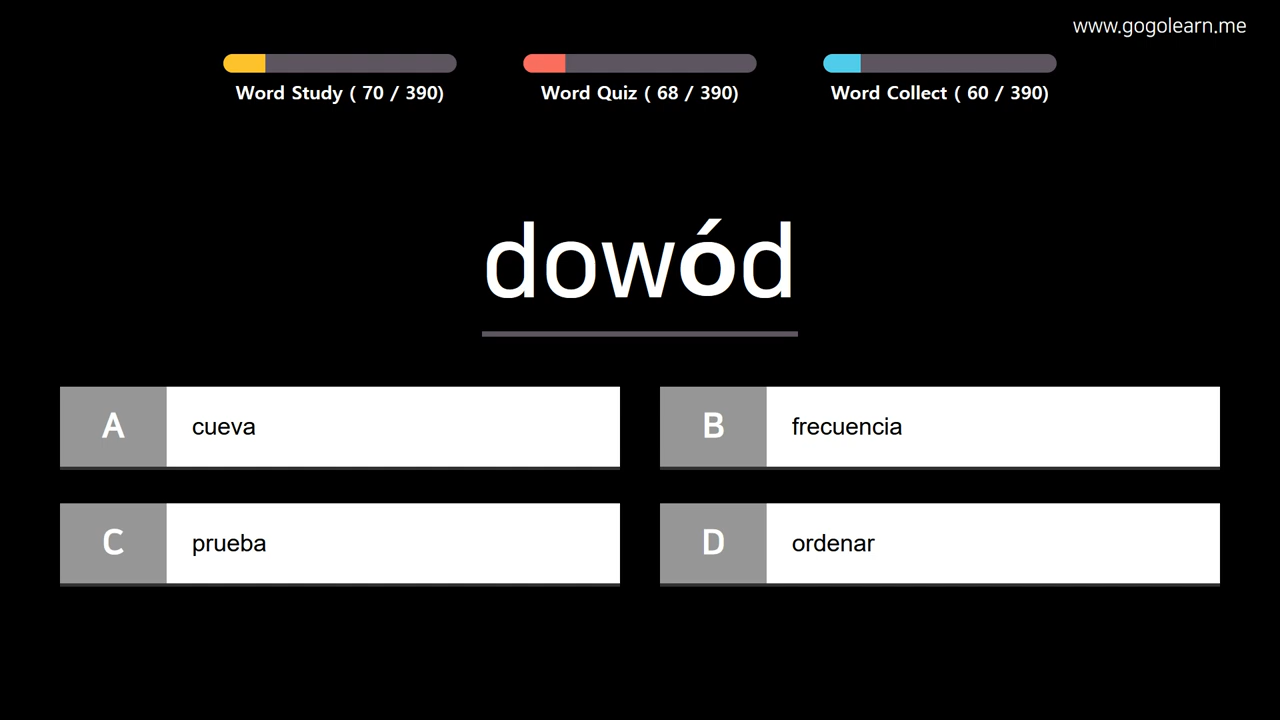 www.gogolearn.me
Word Study ( 70 / 390)
Word Quiz ( 68 / 390)
Word Collect ( 60 / 390)
dowód
A cueva
B frecuencia
C prueba
D ordenar